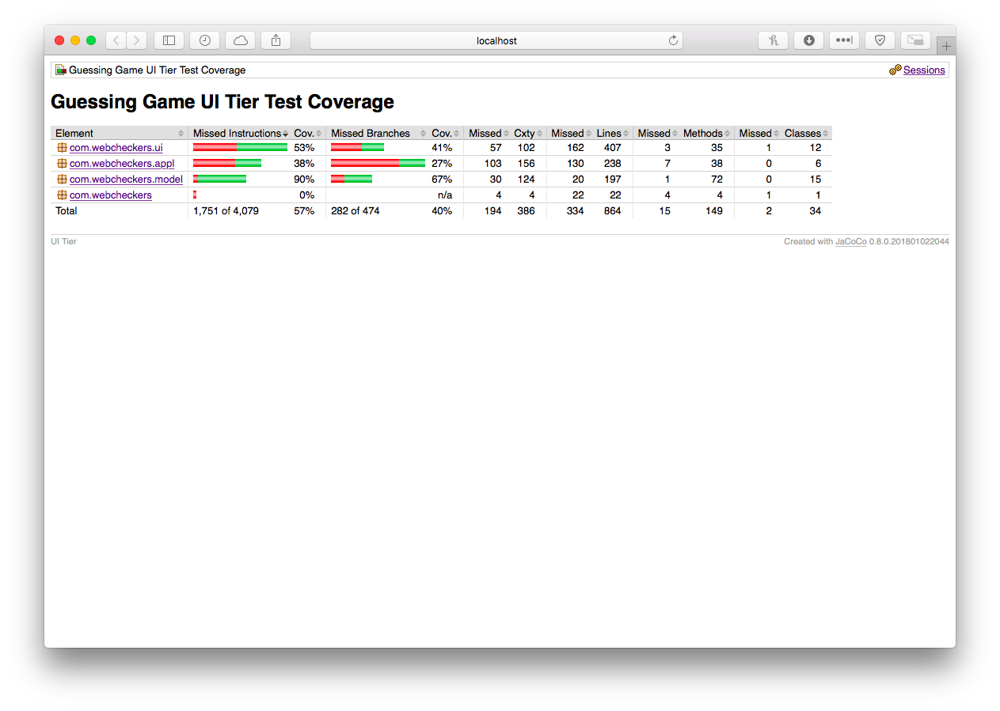 localhost
Guessing Game UI Tier Test Coverage Sessions
Guessing Game UI Tier Test Coverage
Element Missed Instructions Cov. Missed Branches Cov. Missed Cxty Missed Lines Missed Methods Missed Classes
com.webcheckers.ui 53% 41% 57 102 162 407 3 35 1 12
com.webcheckers.appl 38% 27% 103 156 130 238 7 38 0 6
com.webcheckers.model 90% 67% 30 124 20 197 1 72 0 15
com.webcheckers 0% n/a 4 4 22 22 4 4 1 1
Total 1,751 of 4,079 57% 282 of 474 40% 194 386 334 864 15 149 2 34
UI Tier Created with JaCoCo 0.8.0.201801022044